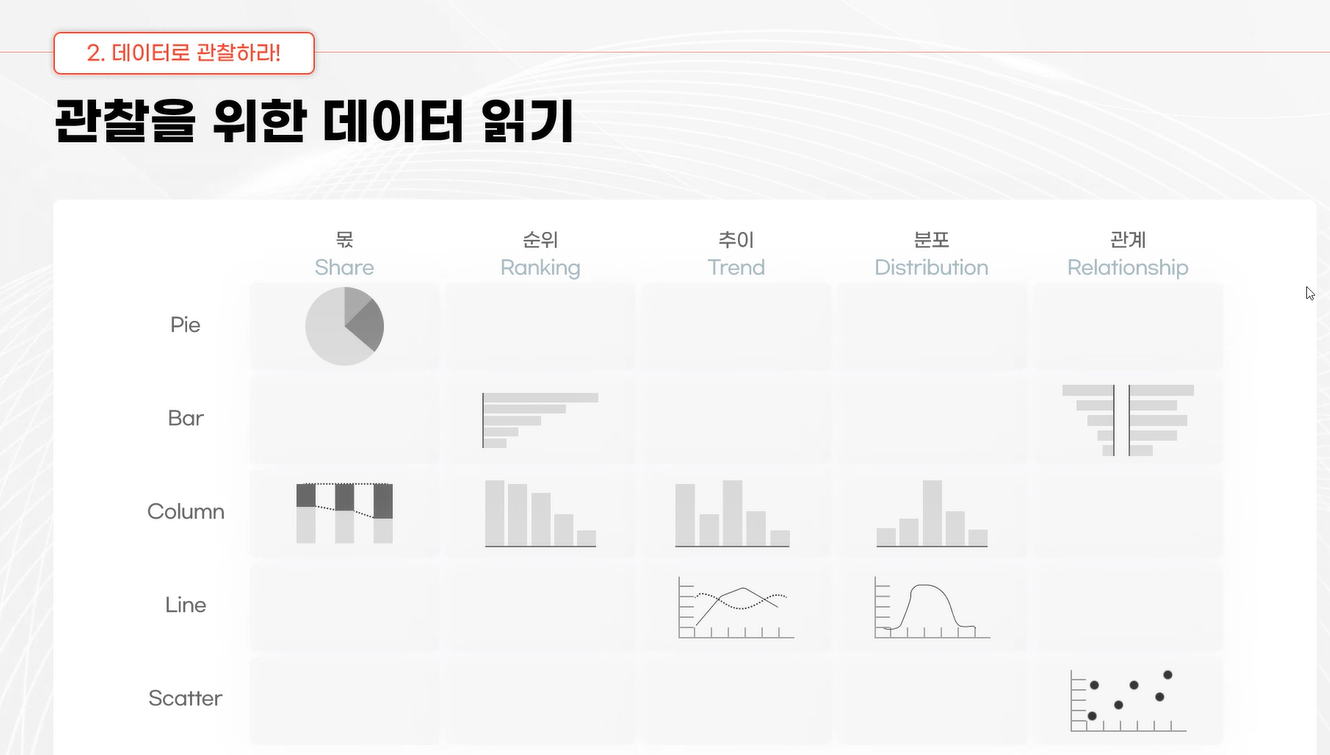 2. 데이터로 관찰하라!
관찰을 위한 데이터 읽기
몫 순위 추이 분포 관계
Share Ranking Trend Distribution Relationship
Pie
Bar
Column
Line
Scatter